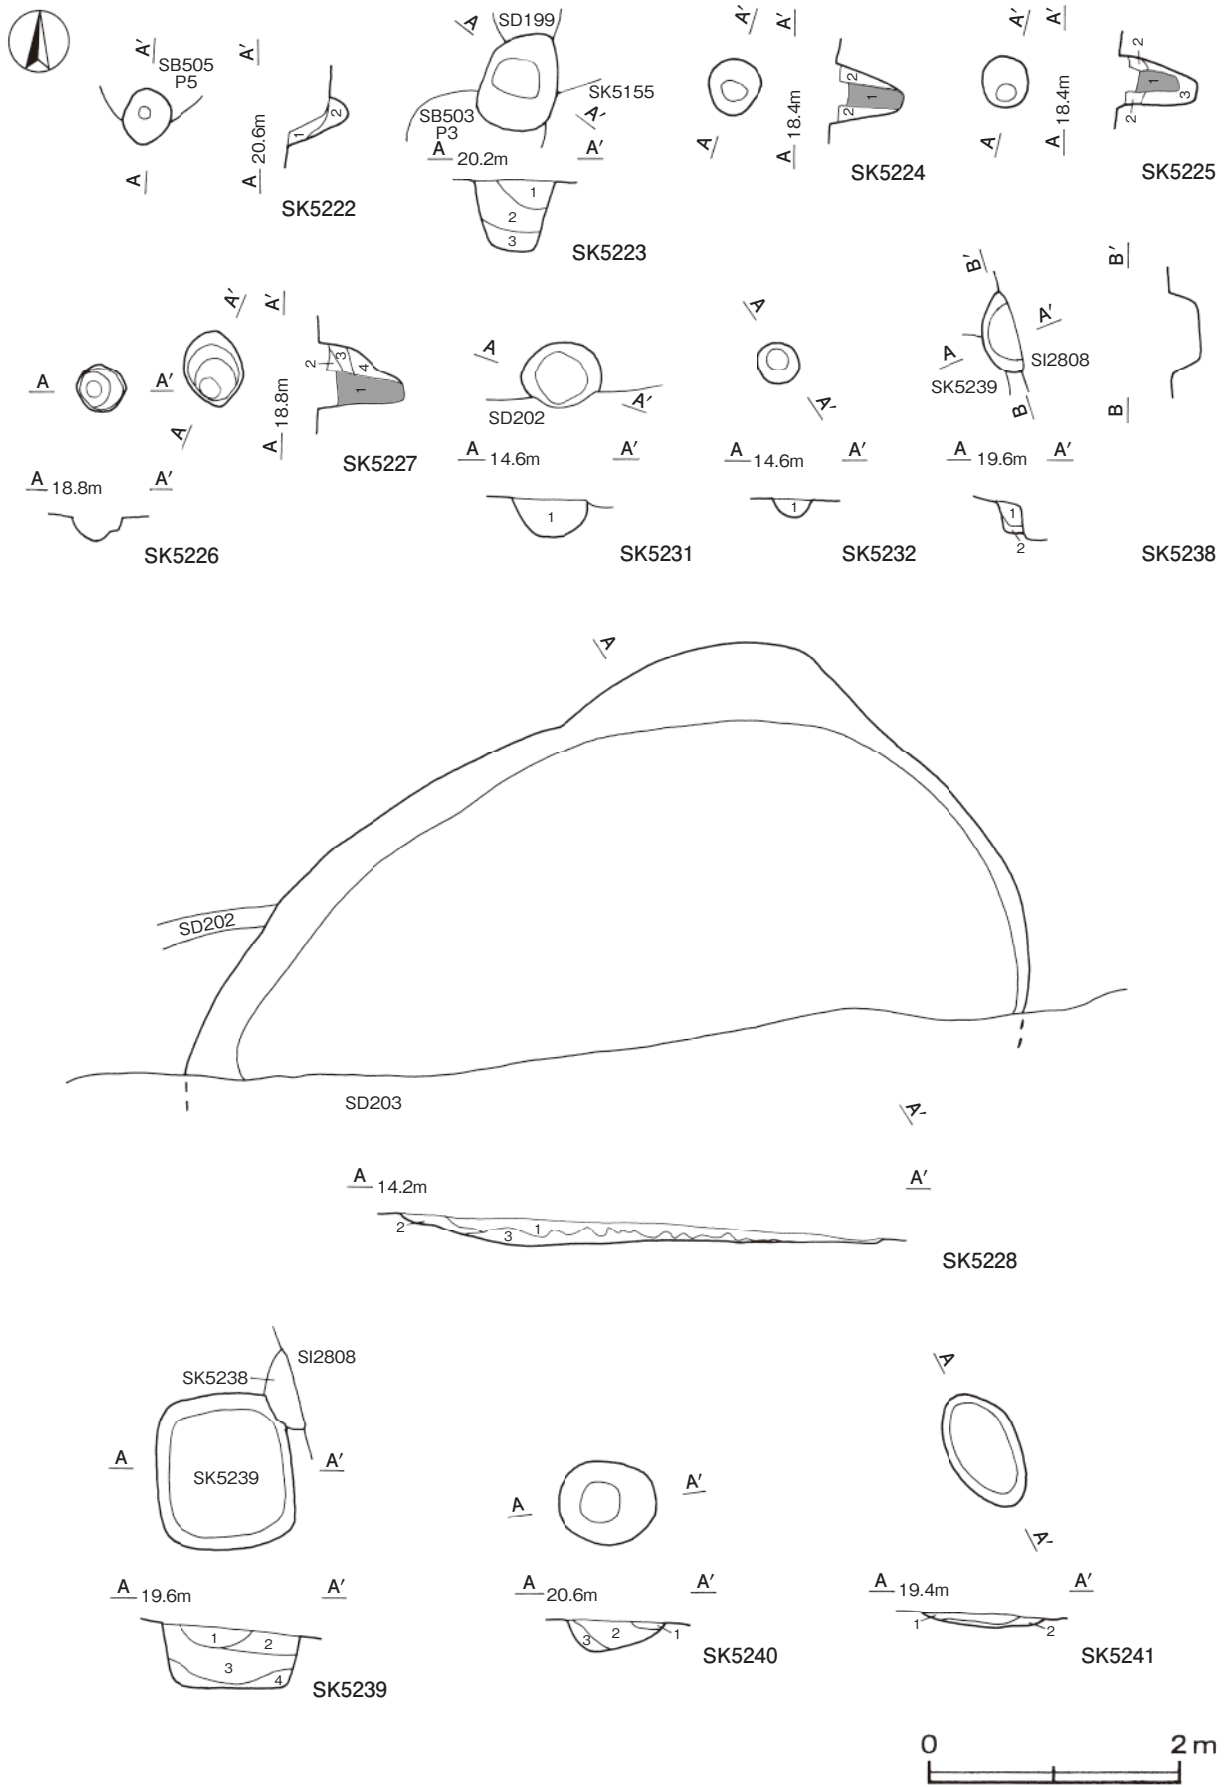 A′
SB505
P5
A
A′
A 20.6m
1
2
SK5222
A
SD199
SK5155
SB503
P3
A′
A 20.2m
A′
1
2
3
SK5223
A′
A
A′
A 18.4m
2
1
2
SK5224
A′
A
A′
A 18.4m
2
1
3
2
SK5225
A
A′
A 18.8m
A′
SK5226
A′
A
A′
A 18.8m
2
3
4
1
SK5227
A
SD202
A′
A 14.6m
A′
1
SK5231
A
A′
A 14.6m
A′
1
SK5232
B′
A′
A
SI2808
SK5239
B
B′
B
A 19.6m
A′
1
2
SK5238
A
SD202
SD203
A′
A 14.2m
A′
2
3
1
SK5228
SI2808
SK5238
A
SK5239
A′
A 19.6m
A′
1
2
3
4
SK5239
A
A′
A 20.6m
A′
3
2
1
SK5240
A
A′
A 19.4m
A′
1
2
SK5241
0
2 m